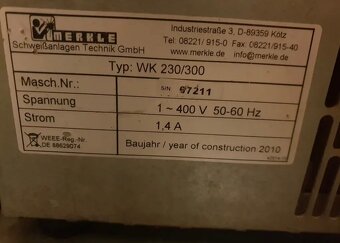 MERKLE
Schweißanlagen Technik GmbH
Industriestraße 3, D-89359 Kötz
Tel. 08221/ 915-0 Fax 08221/915-40
www.merkle.de info@merkle.de
Typ: WK 230/300
Masch.Nr.: S/N 97211
Spannung 1 ~ 400 V 50-60 Hz
Strom 1,4 A
WEEE-Reg.-Nr.
DE 68629074
Baujahr / year of construction 2010